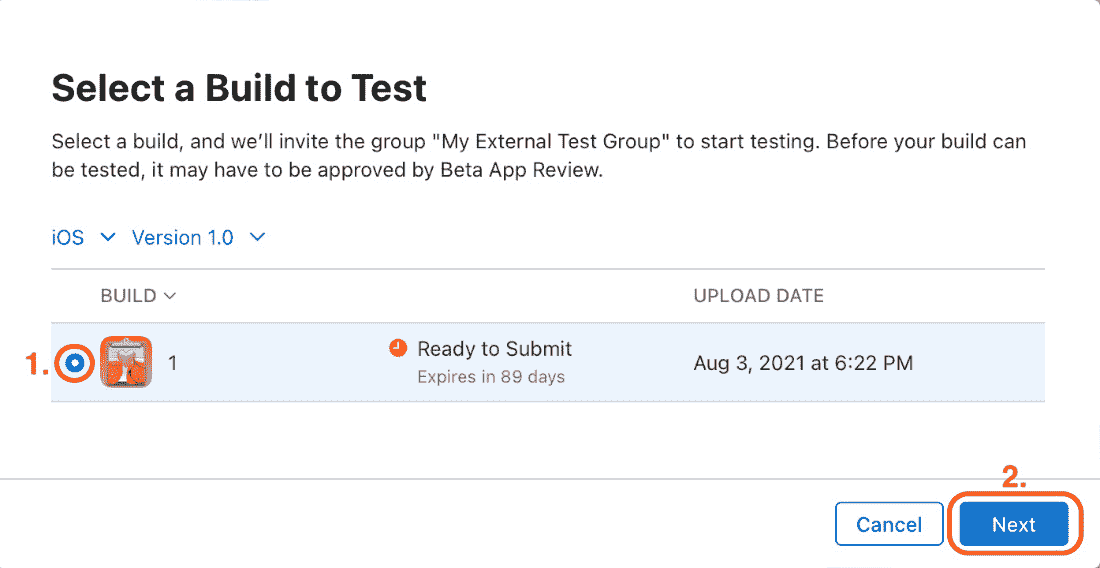 Select a Build to Test
Select a build, and we’ll invite the group "My External Test Group" to start testing. Before your build can
be tested, it may have to be approved by Beta App Review.
iOS Version 1.0
BUILD UPLOAD DATE
1. 1 Ready to Submit Aug 3, 2021 at 6:22 PM
Expires in 89 days
2.
Cancel Next